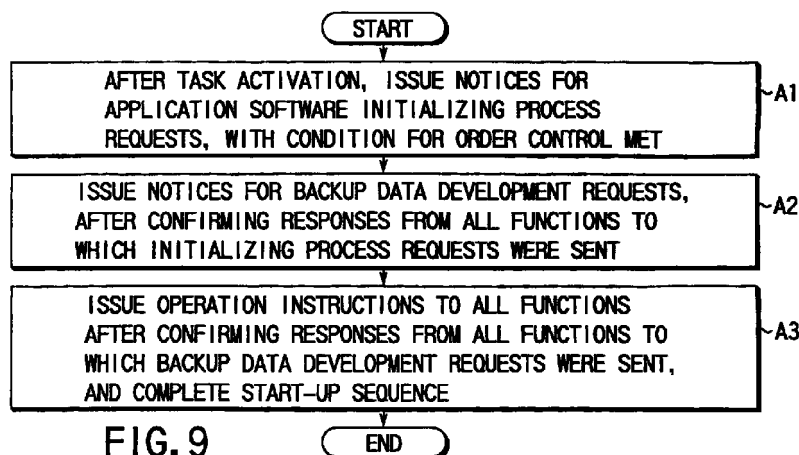 START
AFTER TASK ACTIVATION, ISSUE NOTICES FOR
APPLICATION SOFTWARE INITIALIZING PROCESS
REQUESTS, WITH CONDITION FOR ORDER CONTROL MET
A1
ISSUE NOTICES FOR BACKUP DATA DEVELOPMENT REQUESTS,
AFTER CONFIRMING RESPONSES FROM ALL FUNCTIONS TO
WHICH INITIALIZING PROCESS REQUESTS WERE SENT
A2
ISSUE OPERATION INSTRUCTIONS TO ALL FUNCTIONS
AFTER CONFIRMING RESPONSES FROM ALL FUNCTIONS TO
WHICH BACKUP DATA DEVELOPMENT REQUESTS WERE SENT,
AND COMPLETE START-UP SEQUENCE
A3
FIG. 9
END